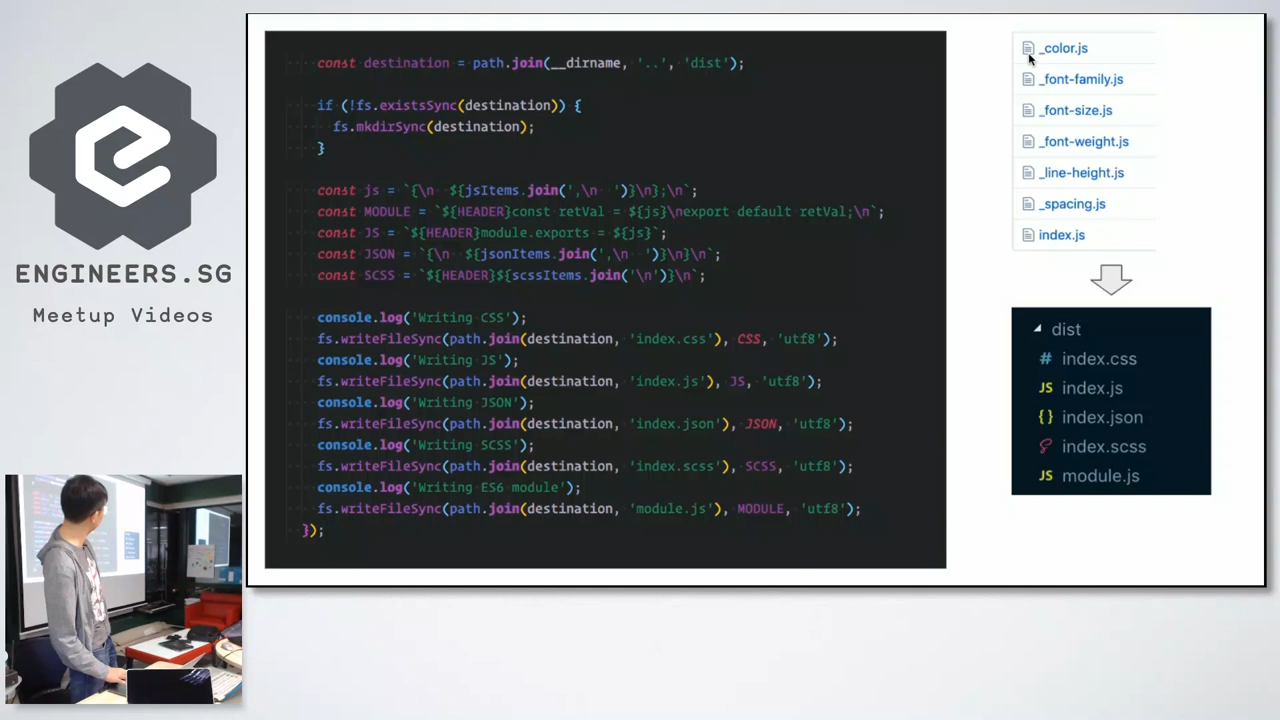 ENGINEERS.SG
Meetup Videos
const destination = path.join(__dirname, '..', 'dist');
if (!fs.existsSync(destination)) {
fs.mkdirSync(destination);
}
const js = `{\n  ${jsItems.join(',\n  ')}\n};\n`;
const MODULE = `${HEADER}const retVal = ${js}\nexport default retVal;\n`;
const JS = `${HEADER}module.exports = ${js}`;
const JSON = `{\n  ${jsonItems.join(',\n  ')}\n}\n`;
const SCSS = `${HEADER}${scssItems.join('\n')}\n`;
console.log('Writing CSS');
fs.writeFileSync(path.join(destination, 'index.css'), CSS, 'utf8');
console.log('Writing JS');
fs.writeFileSync(path.join(destination, 'index.js'), JS, 'utf8');
console.log('Writing JSON');
fs.writeFileSync(path.join(destination, 'index.json'), JSON, 'utf8');
console.log('Writing SCSS');
fs.writeFileSync(path.join(destination, 'index.scss'), SCSS, 'utf8');
console.log('Writing ES6 module');
fs.writeFileSync(path.join(destination, 'module.js'), MODULE, 'utf8');
});
_color.js
_font-family.js
_font-size.js
_font-weight.js
_line-height.js
_spacing.js
index.js
dist
# index.css
JS index.js
{} index.json
index.scss
JS module.js